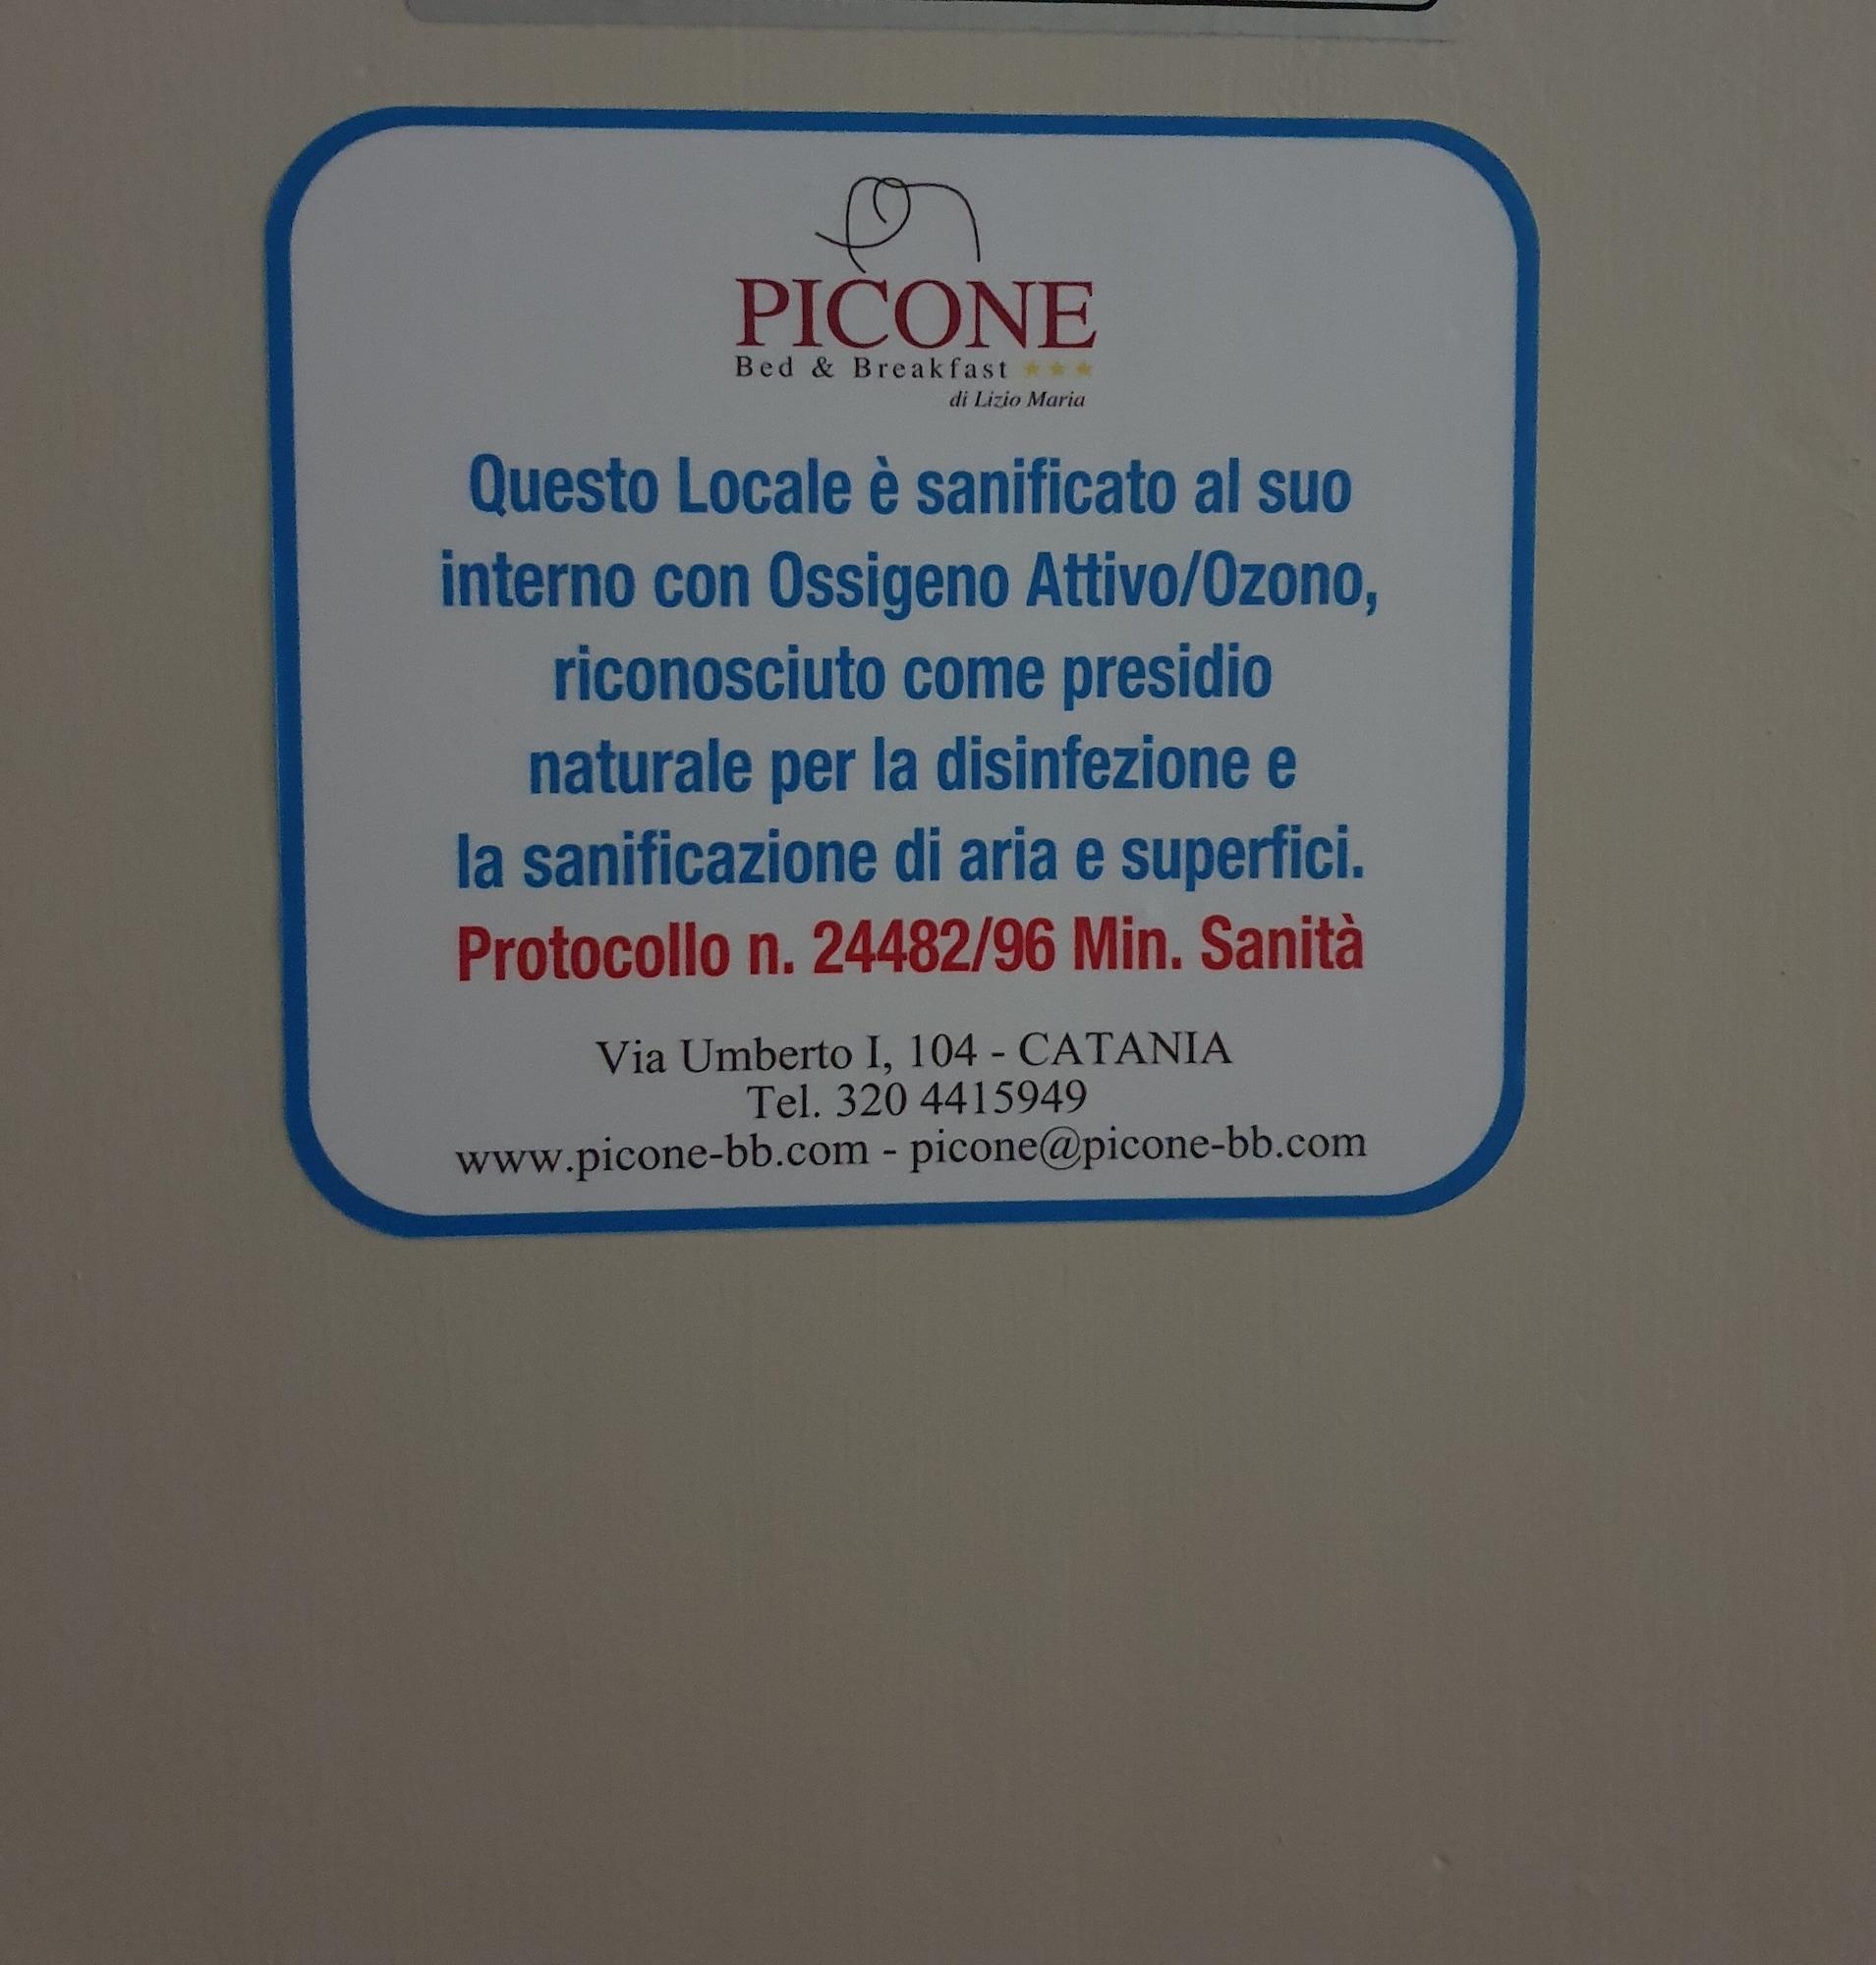 PICONE
Bed & Breakfast ★★★
di Lizio Maria
Questo Locale è sanificato al suo
interno con Ossigeno Attivo/Ozono,
riconosciuto come presidio
naturale per la disinfezione e
la sanificazione di aria e superfici.
Protocollo n. 24482/96 Min. Sanità
Via Umberto I, 104 - CATANIA
Tel. 320 4415949
www.picone-bb.com - picone@picone-bb.com